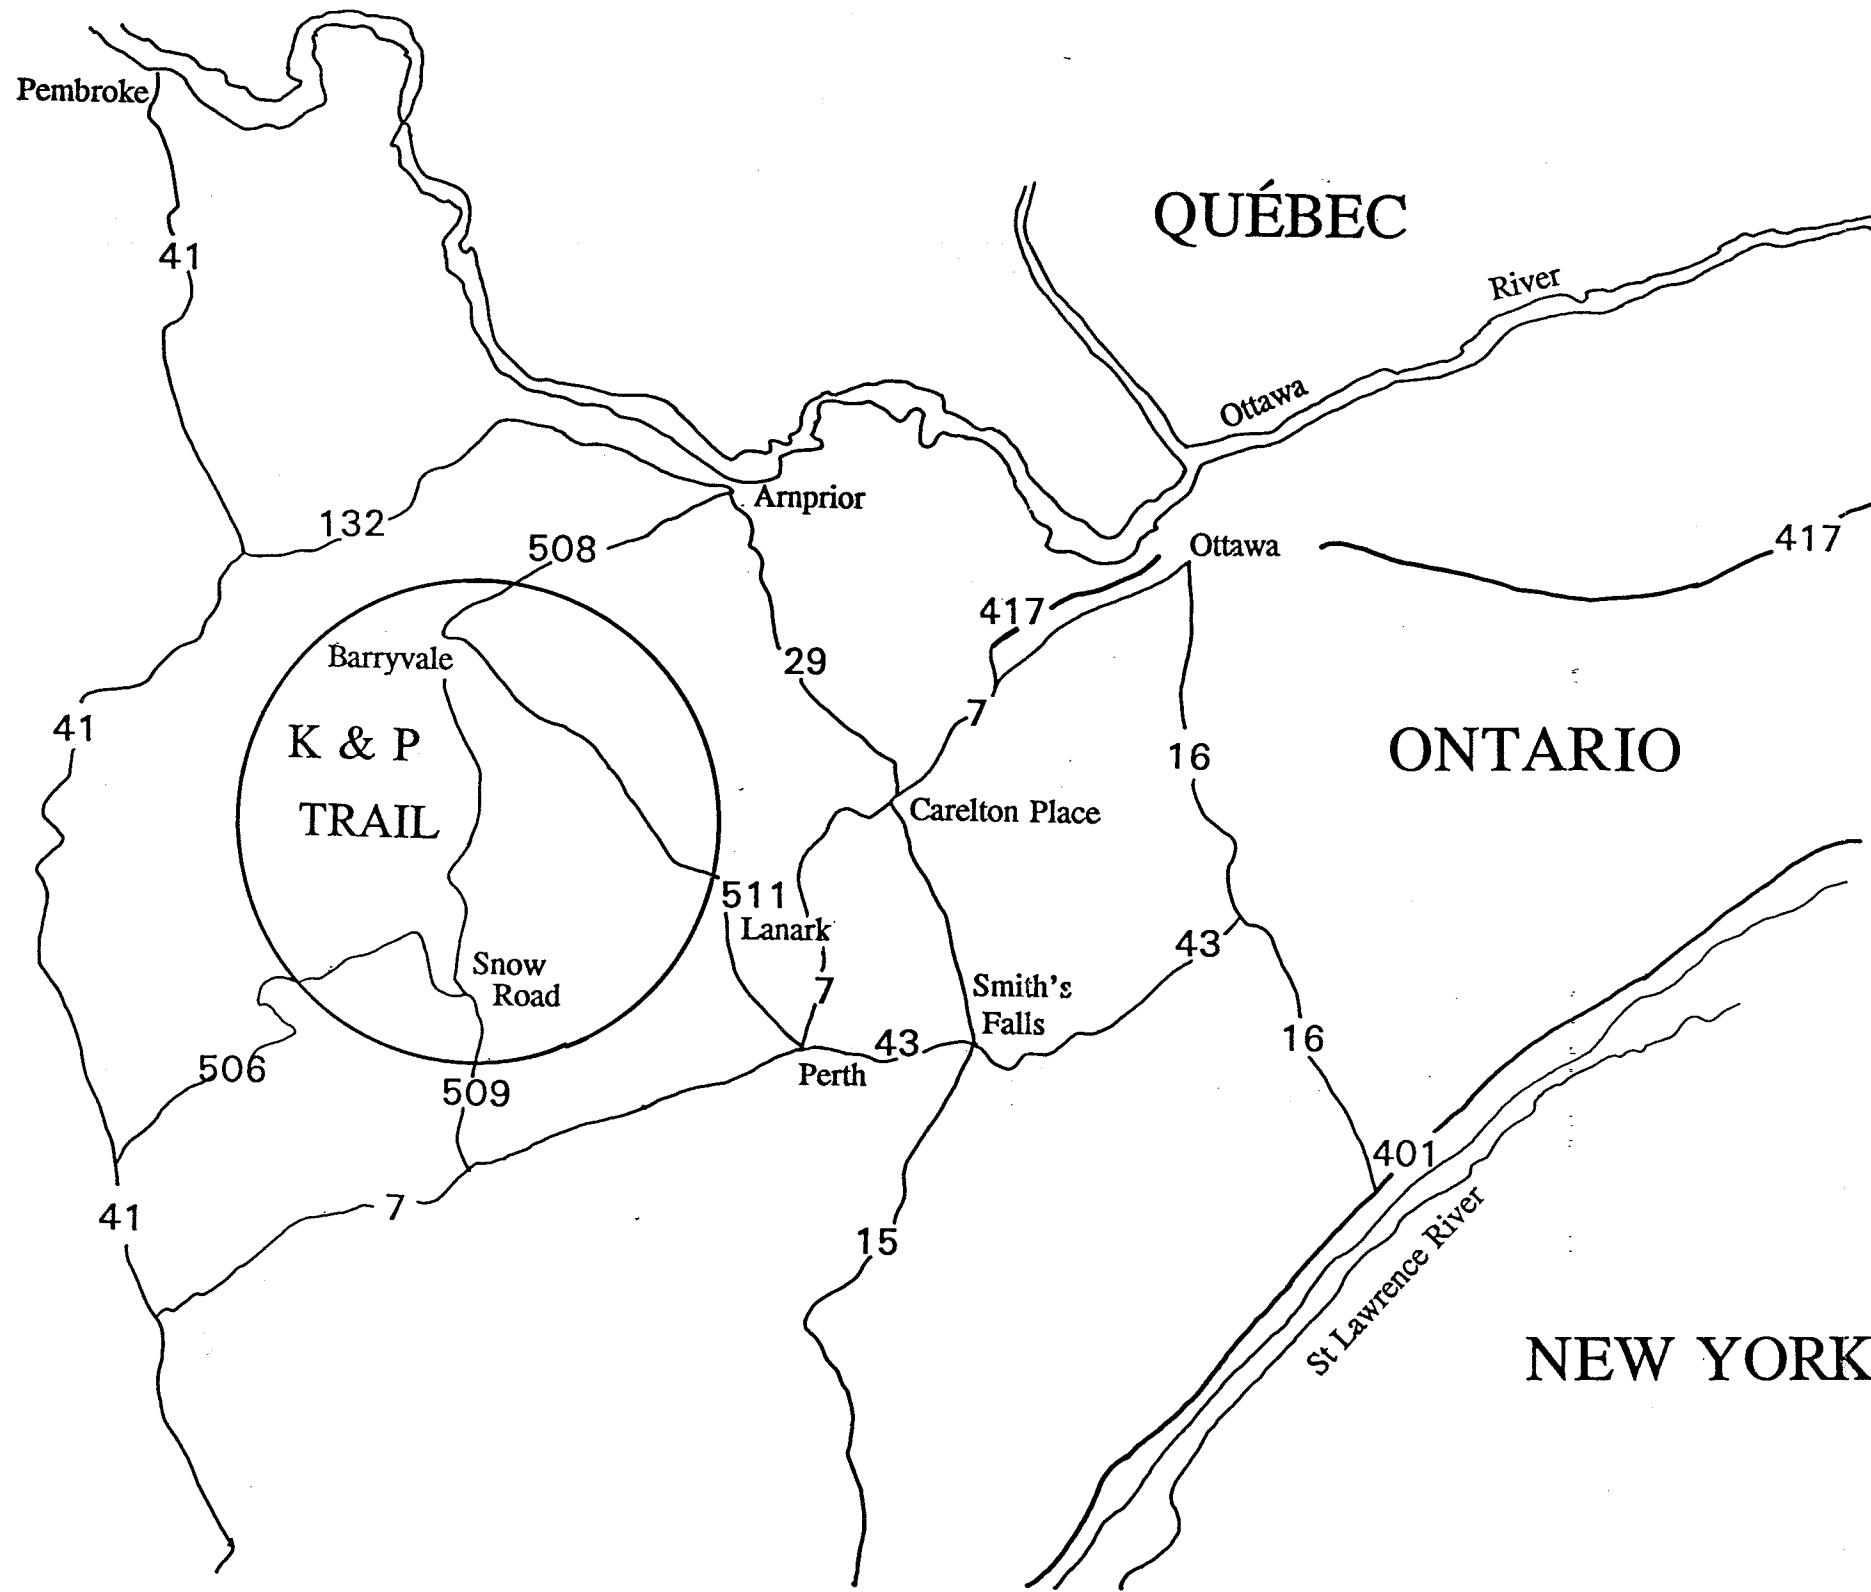 Pembroke
QUÉBEC
41
River
Ottawa
Arnprior
132
508
Ottawa
417
417
Barryvale
29
7
41
K & P
TRAIL
16
ONTARIO
Carelton Place
511
Lanark
43
Snow
Road
7
Smith's
Falls
43
16
506
Perth
509
401
41
7
15
St Lawrence River
NEW YORK